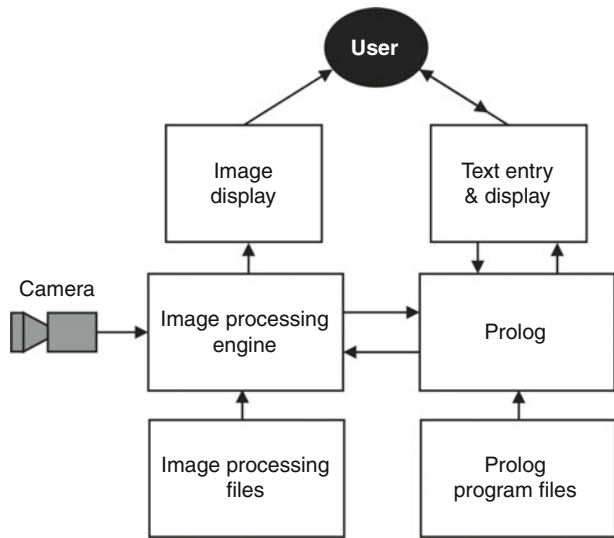 User
Image
display
Text entry
& display
Camera
Image processing
engine
Prolog
Image processing
files
Prolog
program files